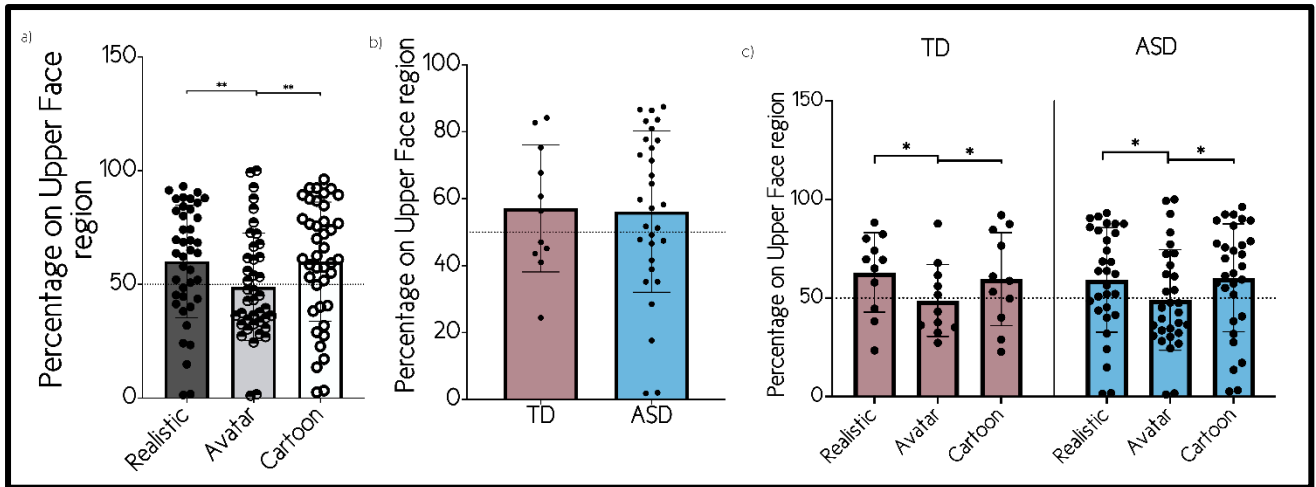 a)
Percentage on Upper Face
region
150
100
50
0
**
**
Realistic
Avatar
Cartoon
b)
Percentage on Upper Face region
100
80
60
40
20
0
TD
ASD
c)
TD
ASD
Percentage on Upper Face region
150
100
50
0
*
*
*
*
Realistic
Avatar
Cartoon
Realistic
Avatar
Cartoon